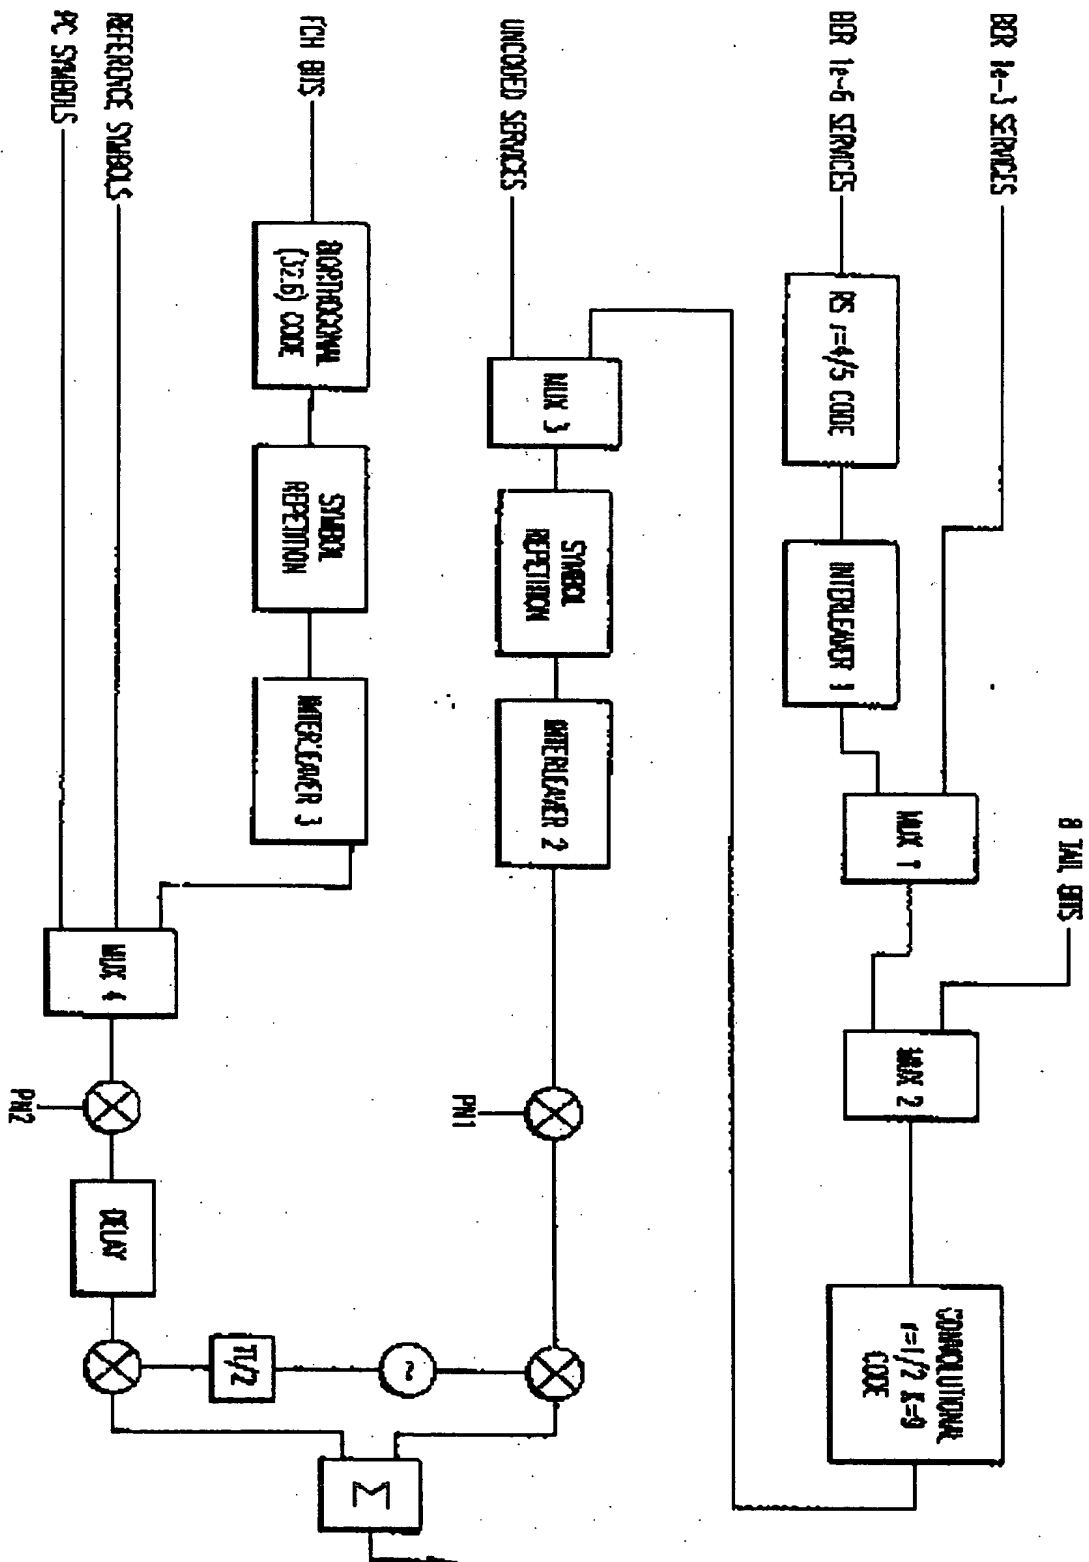 BER 1e-3 SERVICES
8 TAIL BITS
BER 1e-6 SERVICES
RS r=4/5 CODE
INTERLEAVER 1
MUX 1
MUX 2
CONVOLUTIONAL
r=1/2 K=9
CODE
UNCODED SERVICES
MUX 3
SYMBOL
REPETITION
INTERLEAVER 2
PN1
~
π/2
Σ
FCH BITS
BIORTHOGONAL
(32.6) CODE
SYMBOL
REPETITION
INTERLEAVER 3
REFERENCE SYMBOLS
PC SYMBOLS
MUX 4
PN2
DELAY